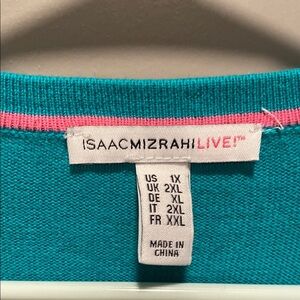 ISAACMIZRAHILIVE!™
US 1X
UK 2XL
DE XL
IT 2XL
FR XXL
MADE IN
CHINA